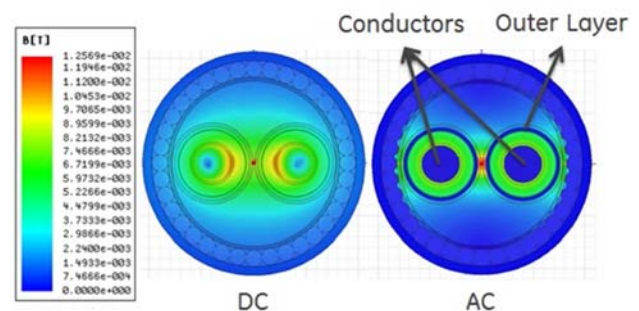 Conductors
Outer Layer
B[T]
1.2569e-002
1.1946e-002
1.1200e-002
1.0453e-002
9.7065e-003
8.9599e-003
8.2133e-003
7.4666e-003
6.7199e-003
5.9732e-003
5.2266e-003
4.4799e-003
3.7333e-003
2.9866e-003
2.2400e-003
1.4933e-003
7.4666e-004
0.0000e+000
DC
AC